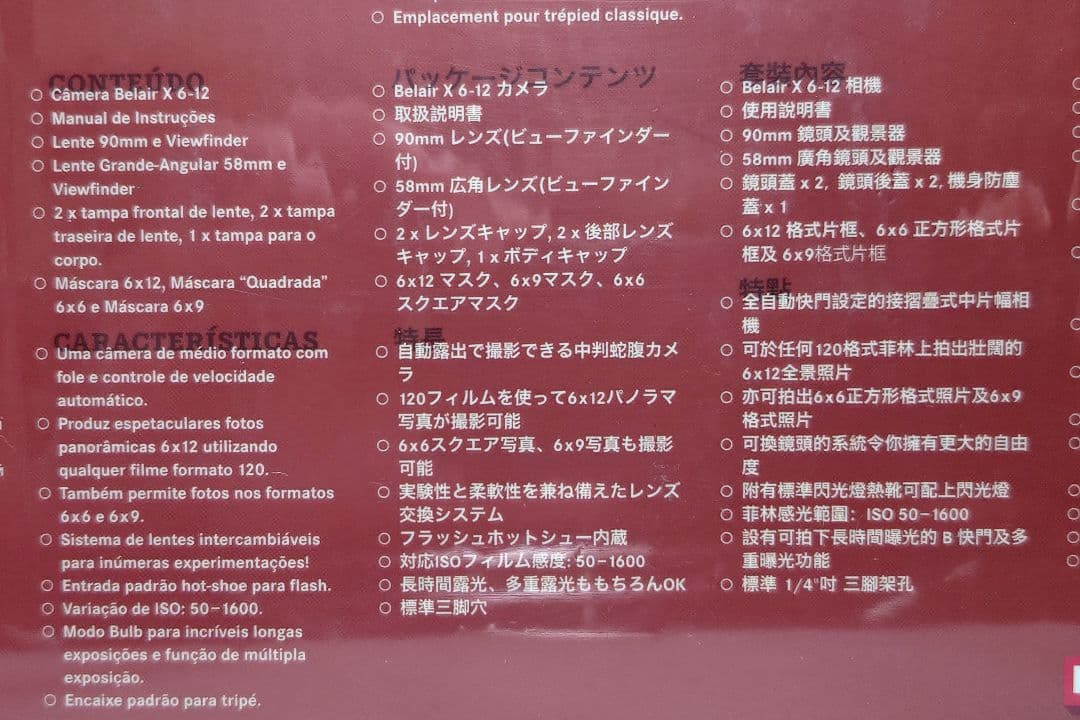 Emplacement pour trépied classique.
CONTEÚDO
Câmera Belair X 6-12
Manual de Instruções
Lente 90mm e Viewfinder
Lente Grande-Angular 58mm e
Viewfinder
2 x tampa frontal de lente, 2 x tampa
traseira de lente, 1 x tampa para o
corpo.
Máscara 6x12, Máscara “Quadrada”
6x6 e Máscara 6x9
CARACTERÍSTICAS
Uma câmera de médio formato com
fole e controle de velocidade
automático.
Produz espetaculares fotos
panorâmicas 6x12 utilizando
qualquer filme formato 120.
Também permite fotos nos formatos
6x6 e 6x9.
Sistema de lentes intercambiáveis
para inúmeras experimentações!
Entrada padrão hot-shoe para flash.
Variação de ISO: 50–1600.
Modo Bulb para incríveis longas
exposições e função de múltipla
exposição.
Encaixe padrão para tripé.
パッケージコンテンツ
Belair X 6-12 カメラ
取扱説明書
90mm レンズ(ビューファインダー
付)
58mm 広角レンズ(ビューファイン
ダー付)
2 x レンズキャップ, 2 x 後部レンズ
キャップ, 1 x ボディキャップ
6x12 マスク、6x9マスク、6x6
スクエアマスク
特長
自動露出で撮影できる中判蛇腹カメ
ラ
120フィルムを使って6x12パノラマ
写真が撮影可能
6x6スクエア写真、6x9写真も撮影
可能
実験性と柔軟性を兼ね備えたレンズ
交換システム
フラッシュホットシュー内蔵
対応ISOフィルム感度: 50–1600
長時間露光、多重露光ももちろんOK
標準三脚穴
套裝內容
Belair X 6-12 相機
使用說明書
90mm 鏡頭及觀景器
58mm 廣角鏡頭及觀景器
鏡頭蓋 x 2, 鏡頭後蓋 x 2, 機身防塵
蓋 x 1
6x12 格式片框、6x6 正方形格式片
框及 6x9格式片框
特點
全自動快門設定的接摺疊式中片幅相
機
可於任何120格式菲林上拍出壯闊的
6x12全景照片
亦可拍出6x6正方形格式照片及6x9
格式照片
可換鏡頭的系統令你擁有更大的自由
度
附有標準閃光燈熱靴可配上閃光燈
菲林感光範圍：ISO 50–1600
設有可拍下長時間曝光的 B 快門及多
重曝光功能
標準 1/4"吋 三腳架孔